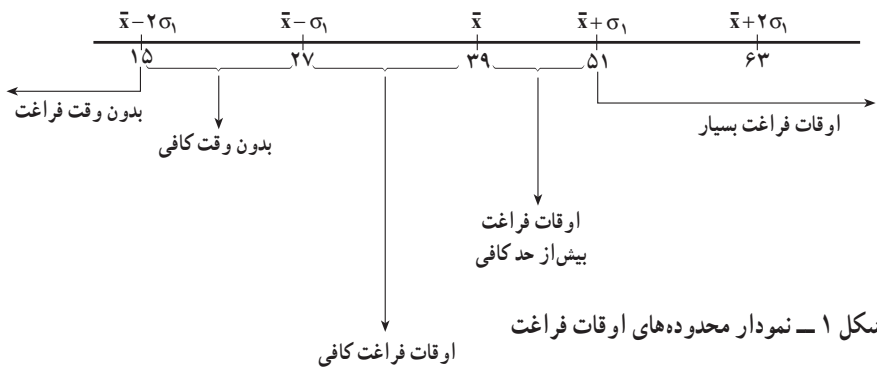 x̄−۲σ₁ x̄−σ₁ x̄ x̄+σ₁ x̄+۲σ₁
۱۵ ۲۷ ۳۹ ۵۱ ۶۳
بدون وقت فراغت
بدون وقت کافی
اوقات فراغت بسیار
اوقات فراغت
بیش از حد کافی
اوقات فراغت کافی
شکل ۱ ــ نمودار محدوده‌های اوقات فراغت